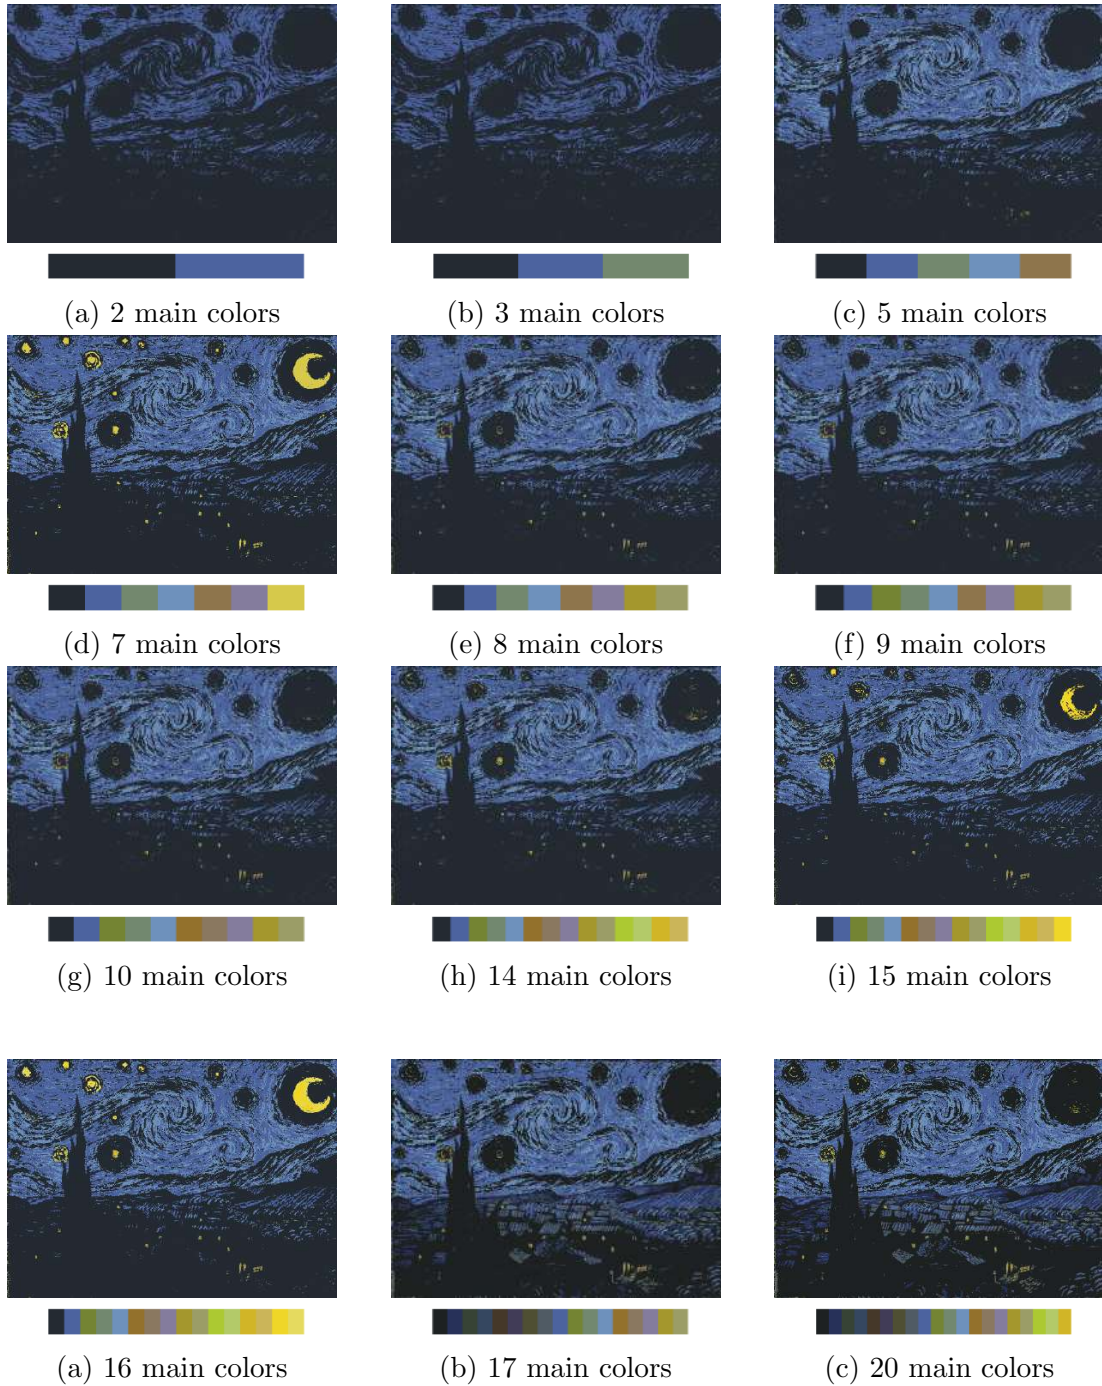 (a) 2 main colors
(b) 3 main colors
(c) 5 main colors
(d) 7 main colors
(e) 8 main colors
(f) 9 main colors
(g) 10 main colors
(h) 14 main colors
(i) 15 main colors
(a) 16 main colors
(b) 17 main colors
(c) 20 main colors